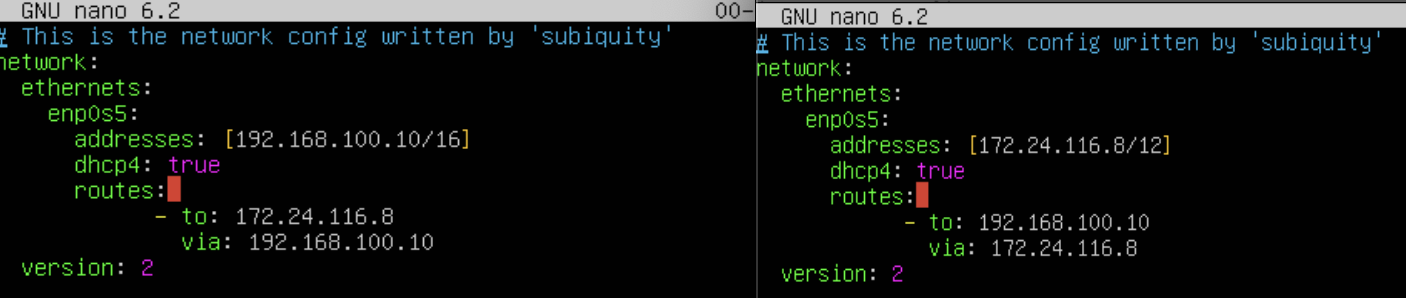 GNU nano 6.2 00-
# This is the network config written by 'subiquity'
network:
  ethernets:
    enp0s5:
      addresses: [192.168.100.10/16]
      dhcp4: true
      routes:
            - to: 172.24.116.8
              via: 192.168.100.10
  version: 2
GNU nano 6.2
# This is the network config written by 'subiquity'
network:
  ethernets:
    enp0s5:
      addresses: [172.24.116.8/12]
      dhcp4: true
      routes:
            - to: 192.168.100.10
              via: 172.24.116.8
  version: 2